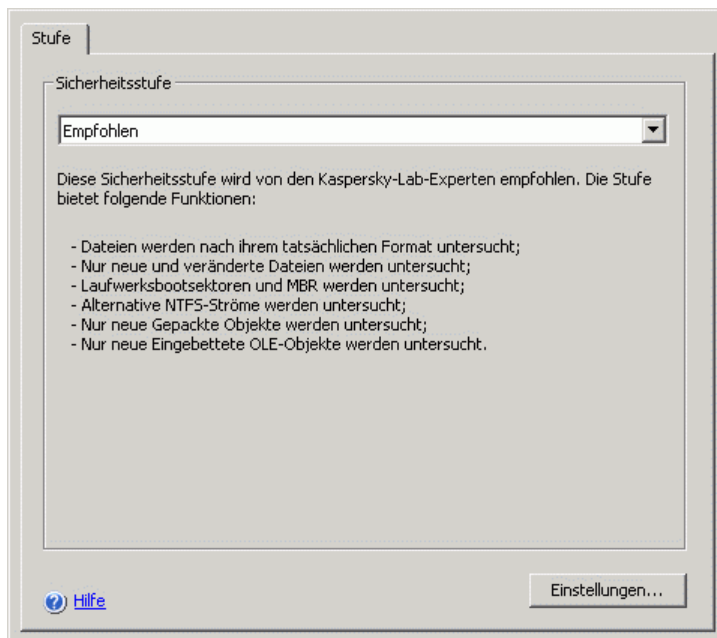 Stufe
Sicherheitsstufe
Empfohlen
Diese Sicherheitsstufe wird von den Kaspersky-Lab-Experten empfohlen. Die Stufe
bietet folgende Funktionen:
- Dateien werden nach ihrem tatsächlichen Format untersucht;
- Nur neue und veränderte Dateien werden untersucht;
- Laufwerksbootsektoren und MBR werden untersucht;
- Alternative NTFS-Ströme werden untersucht;
- Nur neue Gepackte Objekte werden untersucht;
- Nur neue Eingebettete OLE-Objekte werden untersucht.
Hilfe
Einstellungen...